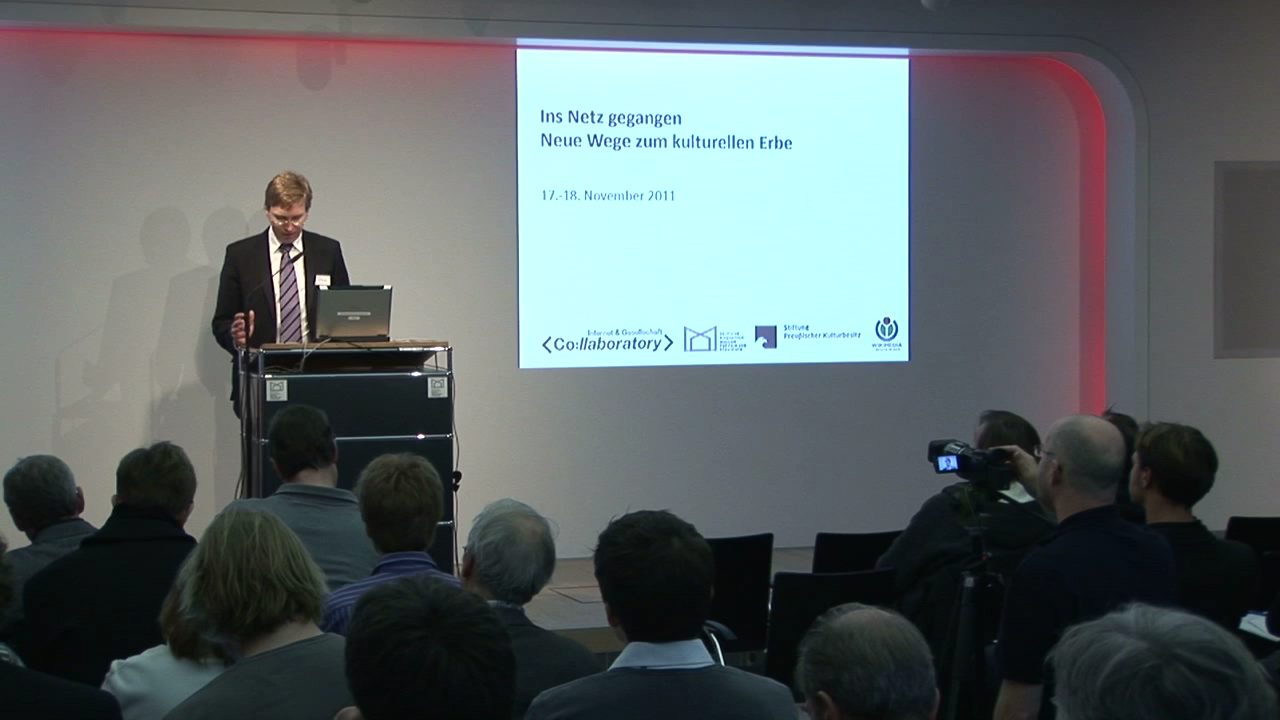 Ins Netz gegangen
Neue Wege zum kulturellen Erbe
17.-18. November 2011
Internet & Gesellschaft
<Co:llaboratory>
Stiftung
Preußischer Kulturbesitz
WIKIMEDIA